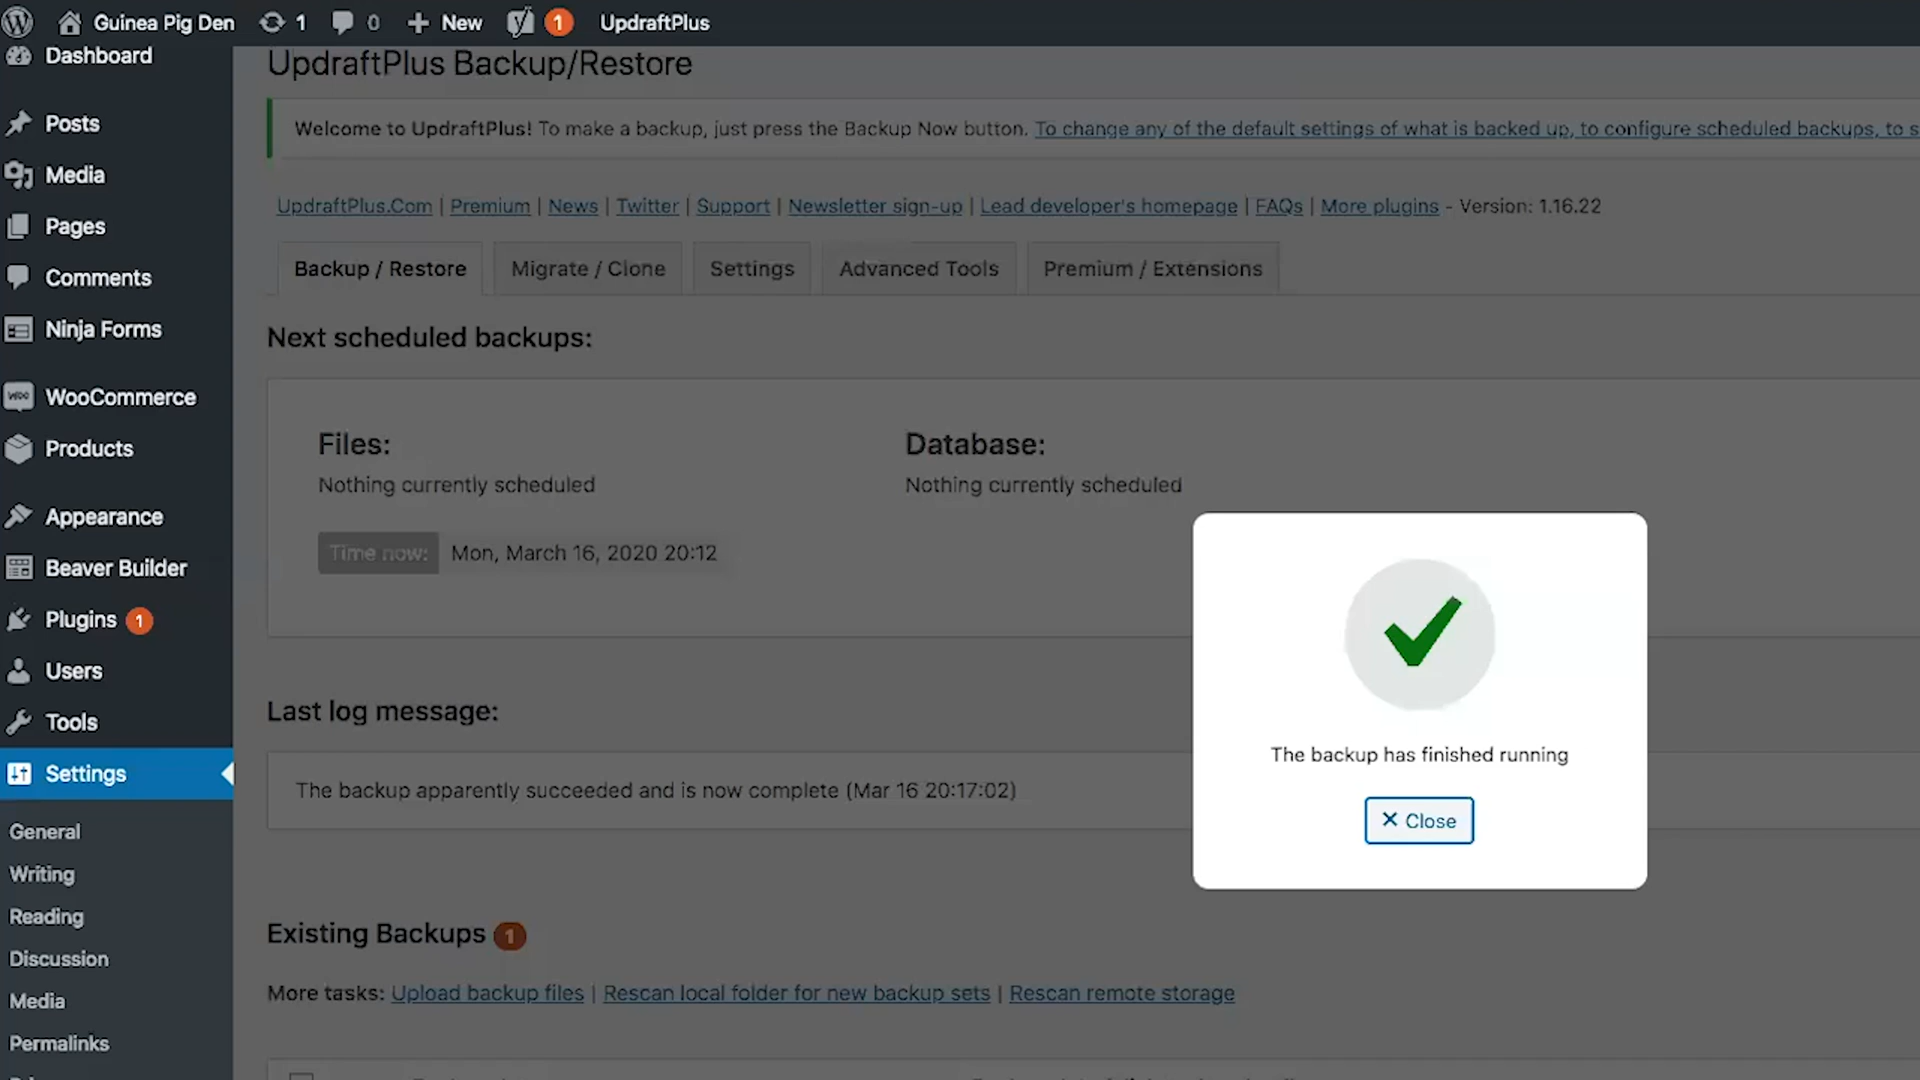 Guinea Pig Den 1 0 New 1 UpdraftPlus
Dashboard
Posts
Media
Pages
Comments
Ninja Forms
WooCommerce
Products
Appearance
Beaver Builder
Plugins 1
Users
Tools
Settings
General
Writing
Reading
Discussion
Media
Permalinks
UpdraftPlus Backup/Restore
Welcome to UpdraftPlus! To make a backup, just press the Backup Now button. To change any of the default settings of what is backed up, to configure scheduled backups, to s
UpdraftPlus.Com | Premium | News | Twitter | Support | Newsletter sign-up | Lead developer's homepage | FAQs | More plugins - Version: 1.16.22
Backup / Restore Migrate / Clone Settings Advanced Tools Premium / Extensions
Next scheduled backups:
Files: Database:
Nothing currently scheduled Nothing currently scheduled
Time now: Mon, March 16, 2020 20:12
Last log message:
The backup apparently succeeded and is now complete (Mar 16 20:17:02)
The backup has finished running
✕ Close
Existing Backups 1
More tasks: Upload backup files | Rescan local folder for new backup sets | Rescan remote storage